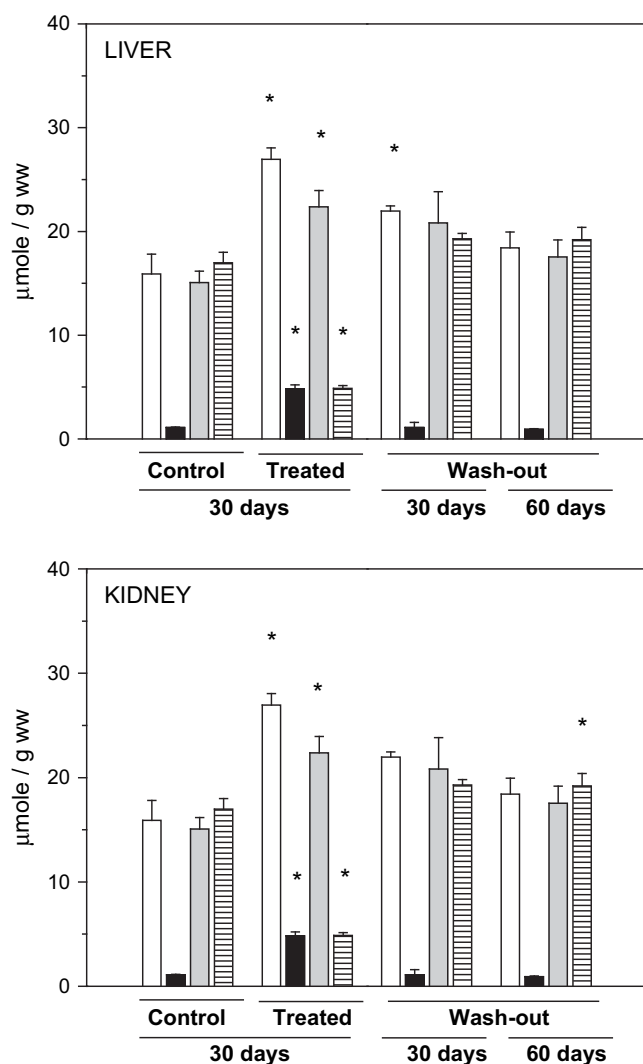 40
LIVER
* *
*
30
µmole / g ww
20
* *
10
0
Control Treated Wash-out
30 days 30 days 60 days
40
KIDNEY
*
*
30
*
µmole / g ww
20
* *
10
0
Control Treated Wash-out
30 days 30 days 60 days